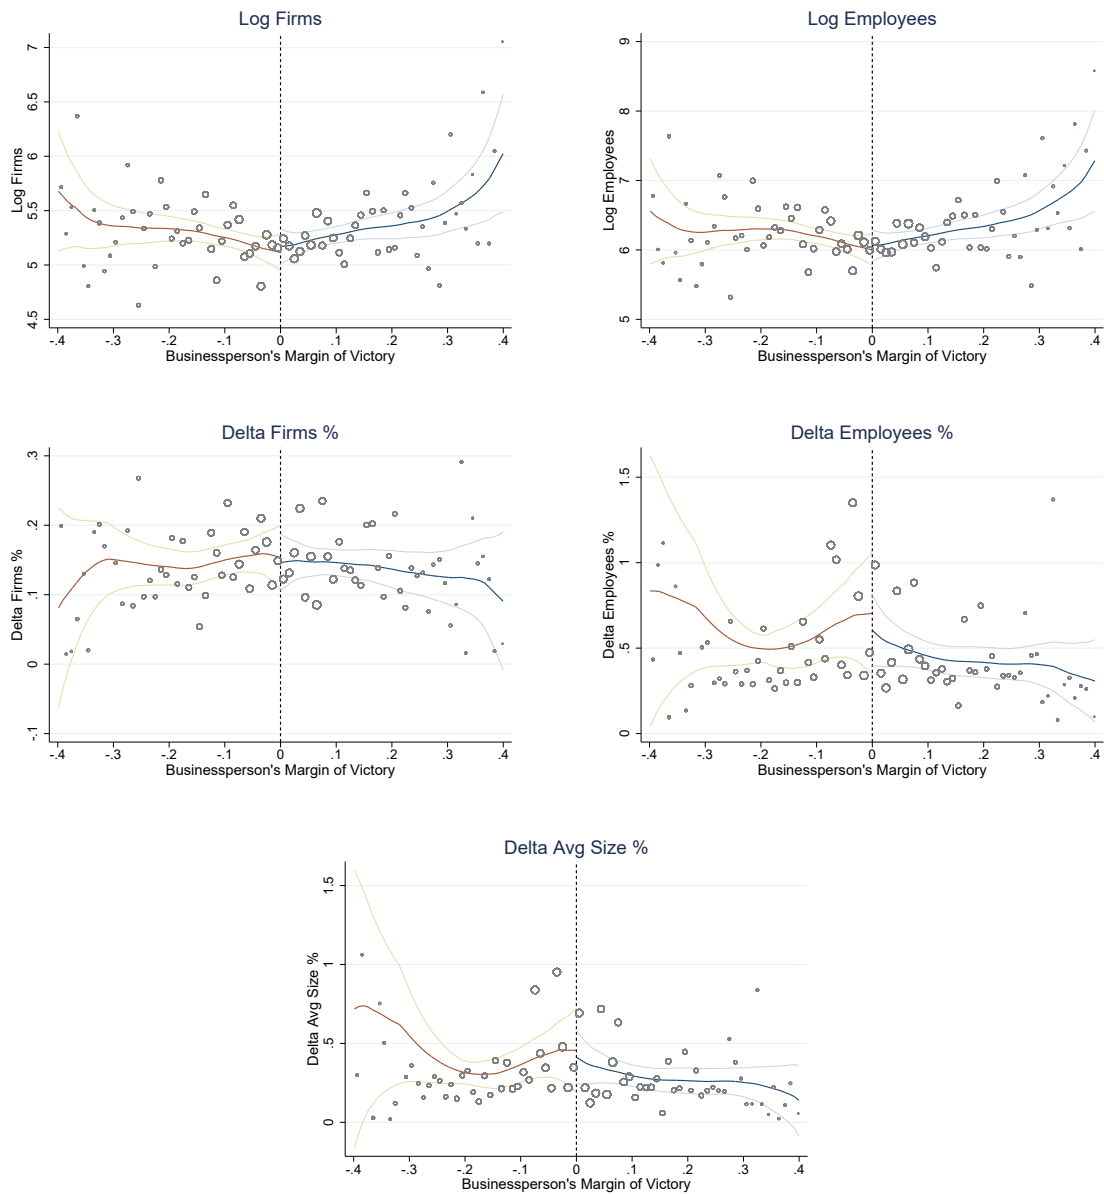 Log Firms
Log Firms
7
6.5
6
5.5
5
4.5
-.4 -.3 -.2 -.1 0 .1 .2 .3 .4
Businessperson's Margin of Victory
Log Employees
Log Employees
9
8
7
6
5
-.4 -.3 -.2 -.1 0 .1 .2 .3 .4
Businessperson's Margin of Victory
Delta Firms %
Delta Firms %
.3
.2
.1
0
-.1
-.4 -.3 -.2 -.1 0 .1 .2 .3 .4
Businessperson's Margin of Victory
Delta Employees %
Delta Employees %
1.5
1
.5
0
-.4 -.3 -.2 -.1 0 .1 .2 .3 .4
Businessperson's Margin of Victory
Delta Avg Size %
Delta Avg Size %
1.5
1
.5
0
-.4 -.3 -.2 -.1 0 .1 .2 .3 .4
Businessperson's Margin of Victory